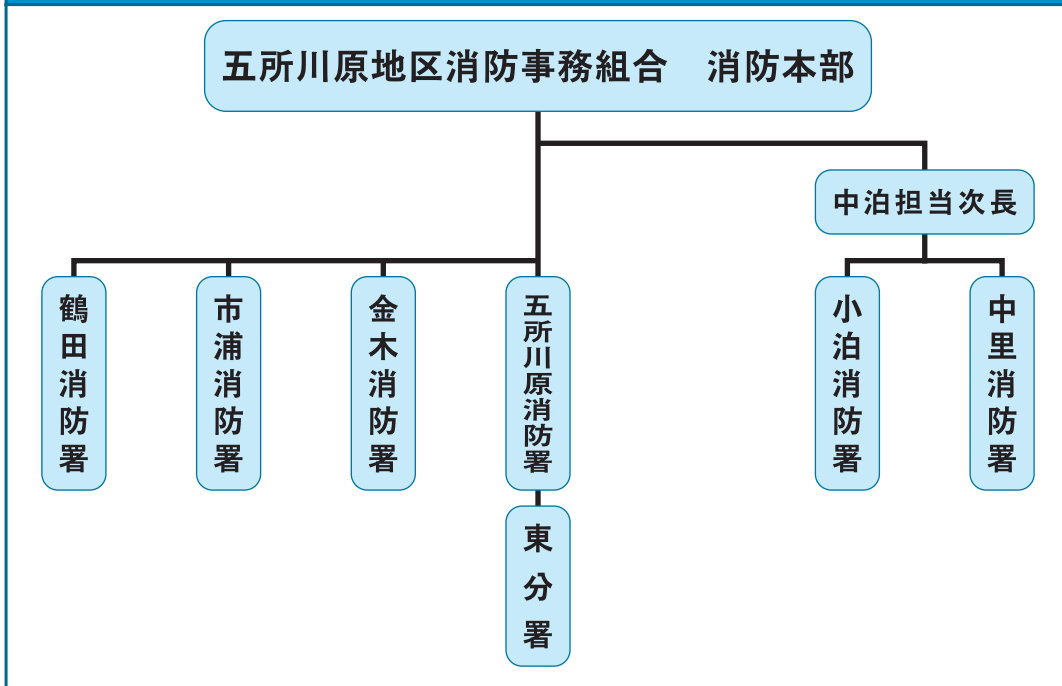 五所川原地区消防事務組合　消防本部
中泊担当次長
鶴田消防署
市浦消防署
金木消防署
五所川原消防署
小泊消防署
中里消防署
東分署